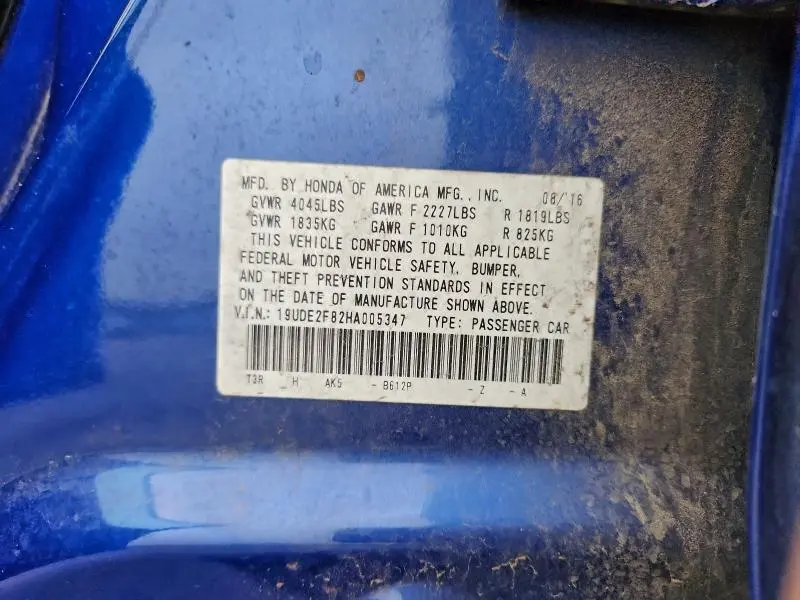 MFD. BY HONDA OF AMERICA MFG., INC. 08/'16
GVWR 4045LBS GAWR F 2227LBS R 1819LBS
GVWR 1835KG GAWR F 1010KG R 825KG
THIS VEHICLE CONFORMS TO ALL APPLICABLE
FEDERAL MOTOR VEHICLE SAFETY, BUMPER,
AND THEFT PREVENTION STANDARDS IN EFFECT
ON THE DATE OF MANUFACTURE SHOWN ABOVE.
V.I.N.: 19UDE2F82HA005347 TYPE: PASSENGER CAR
T3R H AK5 - B612P - Z - A